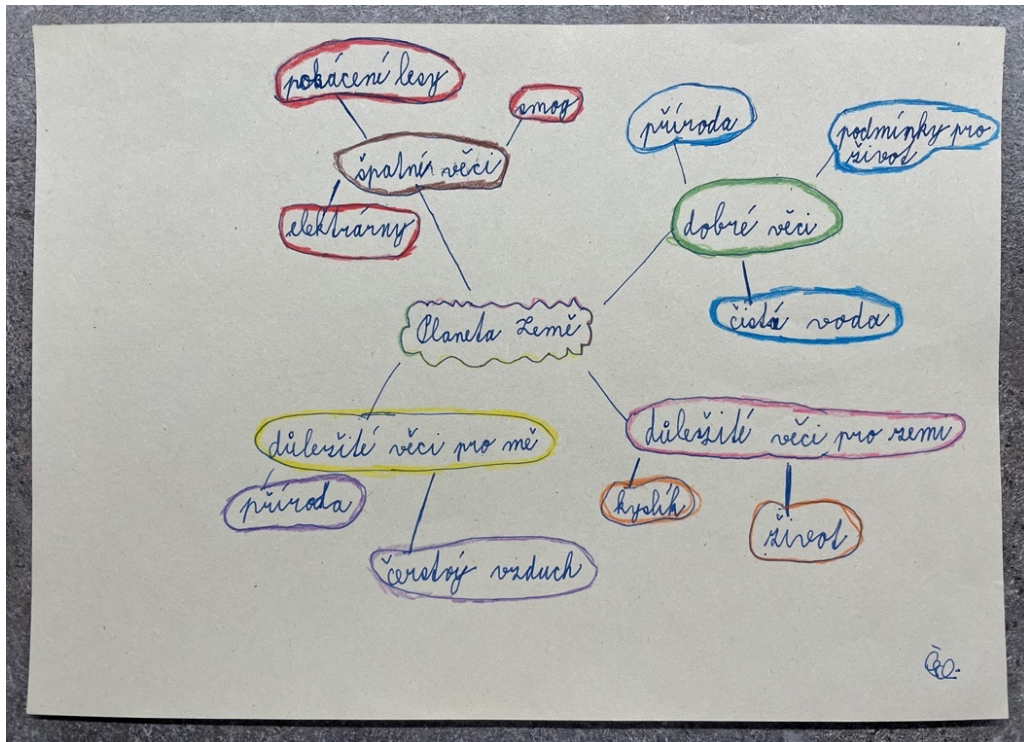 pokácení lesy
smog
špatné věci
elektrárny
příroda
podmínky pro
život
dobré věci
čistá voda
Planeta Země
důležité věci pro mě
příroda
čerstvý vzduch
důležité věci pro zemi
kyslík
život